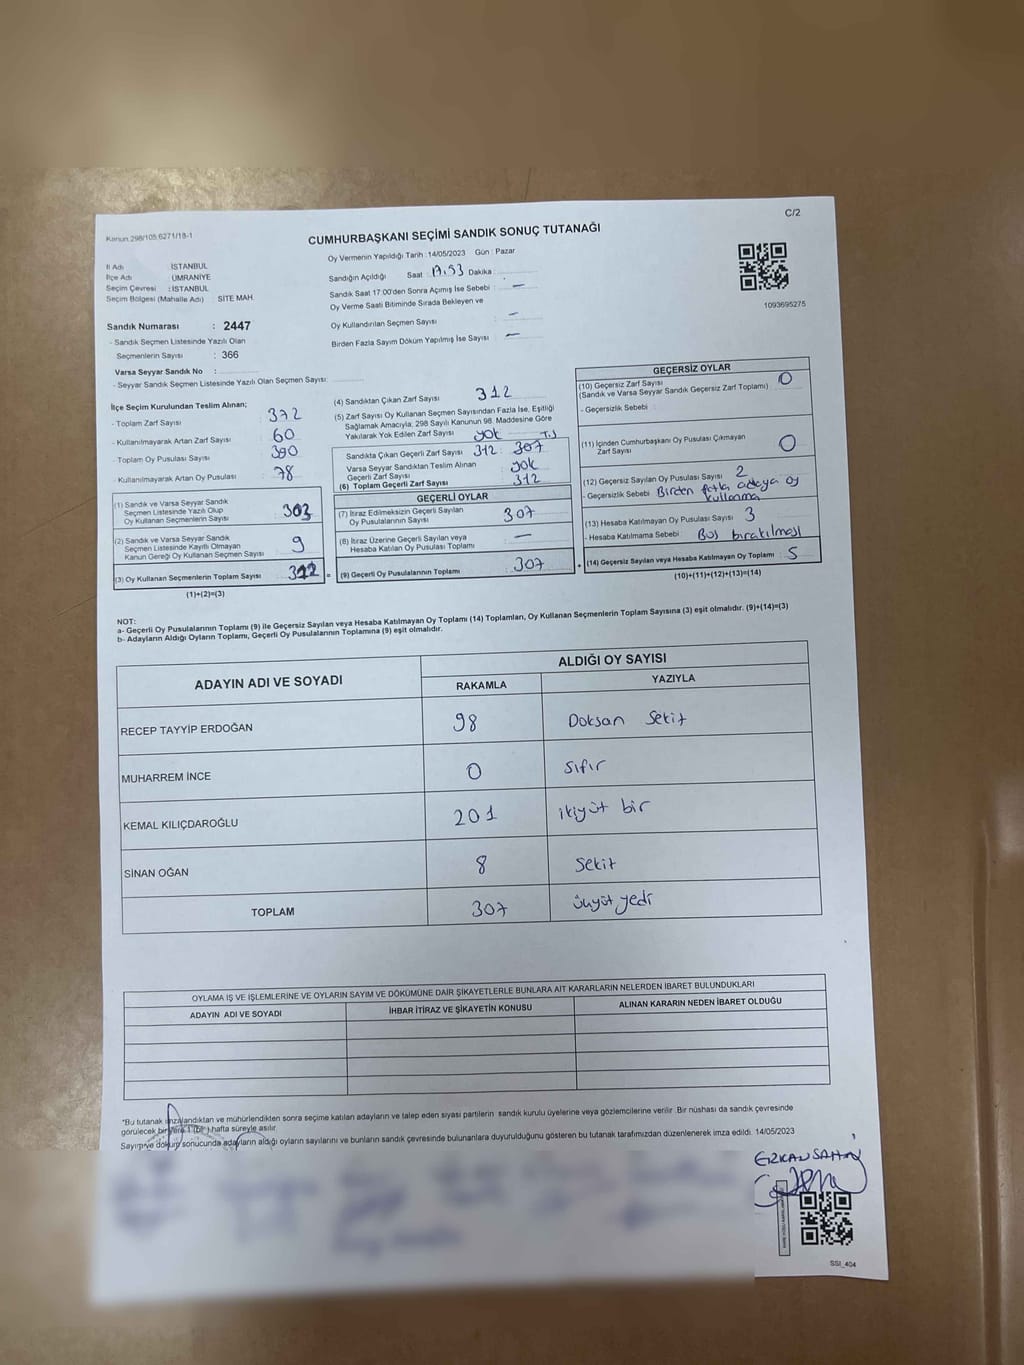 C/2
Kanun.298/105,6271/18-1
CUMHURBAŞKANI SEÇİMİ SANDIK SONUÇ TUTANAĞI
Oy Vermenin Yapıldığı Tarih :14/05/2023 Gün : Pazar
İl Adı İSTANBUL
İlçe Adı ÜMRANİYE
Seçim Çevresi : İSTANBUL
Seçim Bölgesi (Mahalle Adı) SİTE MAH.
Sandığın Açıldığı Saat Dakika :
Sandık Saat 17:00'den Sonra Açımış İse Sebebi : —
Oy Verme Saati Bitiminde Sırada Bekleyen ve
Oy Kullandırılan Seçmen Sayısı : —
Birden Fazla Sayım Döküm Yapılmış İse Sayısı : —
1093695275
Sandık Numarası : 2447
- Sandık Seçmen Listesinde Yazılı Olan
Seçmenlerin Sayısı : 366
Varsa Seyyar Sandık No :
- Seyyar Sandık Seçmen Listesinde Yazılı Olan Seçmen Sayısı:
İlçe Seçim Kurulundan Teslim Alınan;
- Toplam Zarf Sayısı : 372
- Kullanılmayarak Artan Zarf Sayısı : 60
- Toplam Oy Pusulası Sayısı : 390
- Kullanılmayarak Artan Oy Pusulası : 78
(1) Sandık ve Varsa Seyyar Sandık
Seçmen Listesinde Yazılı Olup
Oy Kullanan Seçmenlerin Sayısı : 303
(2) Sandık ve Varsa Seyyar Sandık
Seçmen Listesinde Kayıtlı Olmayan
Kanun Gereği Oy Kullanan Seçmen Sayısı : 9
(3) Oy Kullanan Seçmenlerin Toplam Sayısı : 312 =
(1)+(2)=(3)
(4) Sandıktan Çıkan Zarf Sayısı : 312
(5) Zarf Sayısı Oy Kullanan Seçmen Sayısından Fazla İse, Eşitliği
Sağlamak Amacıyla; 298 Sayılı Kanunun 98. Maddesine Göre
Yakılarak Yok Edilen Zarf Sayısı : yok T.J
Sandıkta Çıkan Geçerli Zarf Sayısı : 312 307
Varsa Seyyar Sandıktan Teslim Alınan
Geçerli Zarf Sayısı : yok
(6) Toplam Geçerli Zarf Sayısı : 312
GEÇERLİ OYLAR
(7) İtiraz Edilmeksizin Geçerli Sayılan
Oy Pusulasının Sayısı : 307
(8) İtiraz Üzerine Geçerli Sayılan veya
Hesaba Katılan Oy Pusulası Toplamı : —
(9) Geçerli Oy Pusulalarının Toplamı : 307 +
GEÇERSİZ OYLAR
(10) Geçersiz Zarf Sayısı : 0
(Sandık ve Varsa Seyyar Sandık Geçersiz Zarf Toplamı)
- Geçersizlik Sebebi :
(11) İçinden Cumhurbaşkanı Oy Pusulası Çıkmayan
Zarf Sayısı : 0
(12) Geçersiz Sayılan Oy Pusulası Sayısı : 2
- Geçersizlik Sebebi : Birden fazla adaya oy
kullanma
(13) Hesaba Katılmayan Oy Pusulası Sayısı : 3
- Hesaba Katılmama Sebebi : Boş bırakılması
(14) Geçersiz Sayılan veya Hesaba Katılmayan Oy Toplamı : 5
(10)+(11)+(12)+(13)=(14)
NOT:
a- Geçerli Oy Pusulalarının Toplamı (9) ile Geçersiz Sayılan veya Hesaba Katılmayan Oy Toplamı (14) Toplamları, Oy Kullanan Seçmenlerin Toplam Sayısına (3) eşit olmalıdır. (9)+(14)=(3)
b- Adayların Aldığı Oyların Toplamı, Geçerli Oy Pusulalarının Toplamına (9) eşit olmalıdır.
ADAYIN ADI VE SOYADI ALDIĞI OY SAYISI
RAKAMLA YAZIYLA
RECEP TAYYİP ERDOĞAN 98 Doksan Sekiz
MUHARREM İNCE 0 Sıfır
KEMAL KILIÇDAROĞLU 201 ikiyüz bir
SİNAN OĞAN 8 Sekiz
TOPLAM 307 üçyüz yedi
OYLAMA İŞ VE İŞLEMLERİNE VE OYLARIN SAYIM VE DÖKÜMÜNE DAİR ŞİKAYETLERLE BUNLARA AİT KARARLARIN NELERDEN İBARET BULUNDUKLARI
ADAYIN ADI VE SOYADI İHBAR İTİRAZ VE ŞİKAYETİN KONUSU ALINAN KARARIN NEDEN İBARET OLDUĞU
*Bu tutanak imzalandıktan ve mühürlendikten sonra seçime katılan adayların ve talep eden siyasi partilerin sandık kurulu üyelerine veya gözlemcilerine verilir .Bir nüshası da sandık çevresinde
görülecek bir yere 1 (bir) hafta süreyle asılır.
Sayım ve döküm sonucunda adayların aldığı oyların sayılarını ve bunların sandık çevresinde bulunanlara duyurulduğunu gösteren bu tutanak tarafımızdan düzenlenerek imza edildi. 14/05/2023
ERKAN ŞAHİN
SSI_404